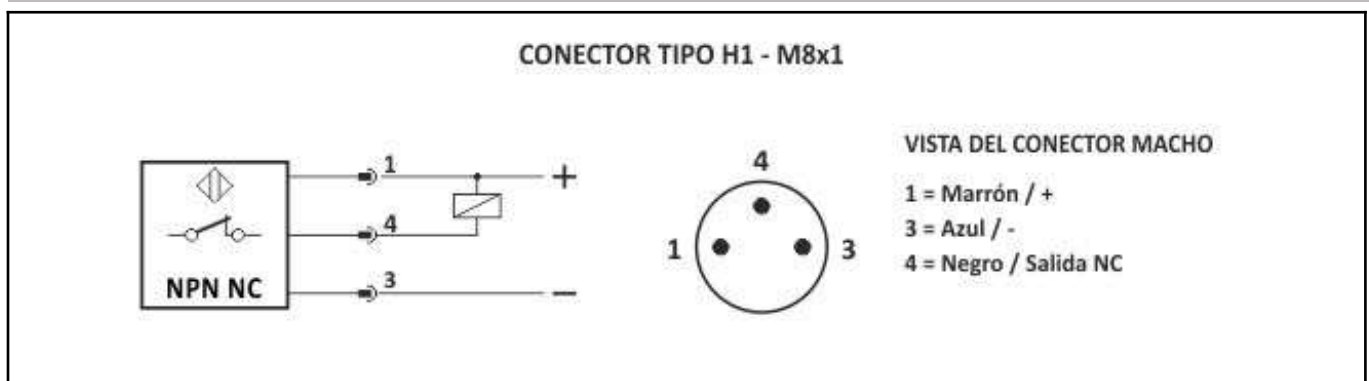 CONECTOR TIPO H1 - M8x1
1
+
4
3
−
NPN NC
4
1
3
VISTA DEL CONECTOR MACHO
1 = Marrón / +
3 = Azul / -
4 = Negro / Salida NC